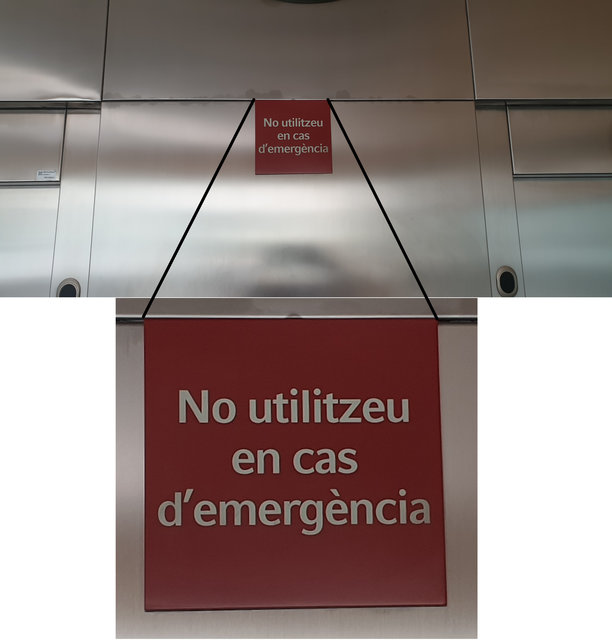 No utilitzeu
en cas
d'emergència
No utilitzeu
en cas
d'emergència